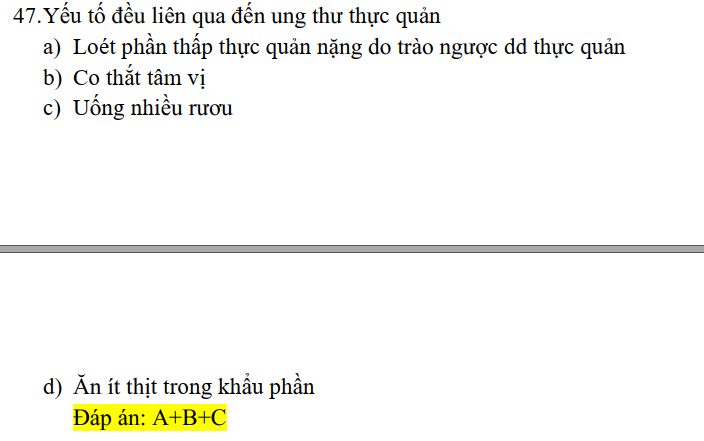 47.Yếu tố đều liên qua đến ung thư thực quản
a) Loét phần thấp thực quản nặng do trào ngược dd thực quản
b) Co thắt tâm vị
c) Uống nhiều rươu
d) Ăn ít thịt trong khẩu phần
Đáp án: A+B+C